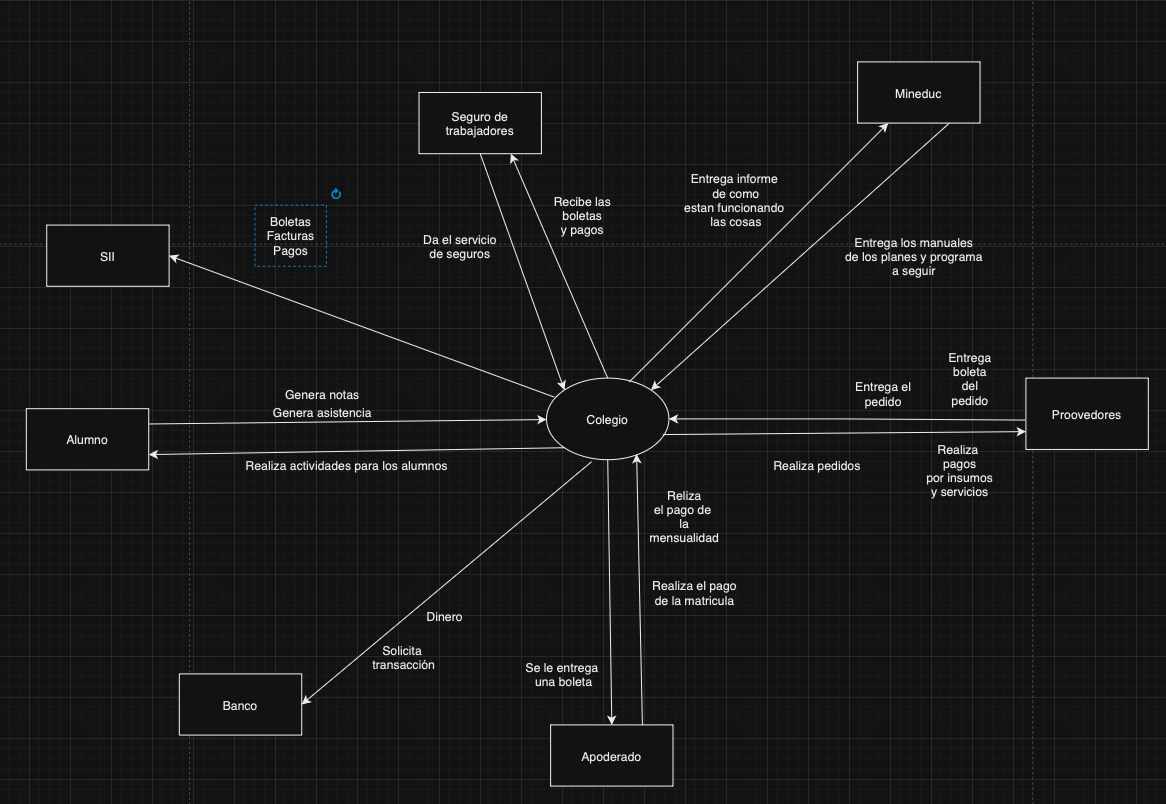 Mineduc
Seguro de
trabajadores
Entrega informe
de como
estan funcionando
las cosas
Recibe las
boletas
y pagos
Boletas
Facturas
Pagos
Da el servicio
de seguros
Entrega los manuales
de los planes y programa
a seguir
SII
Entrega
boleta
del
pedido
Entrega el
pedido
Genera notas
Genera asistencia
Colegio
Proovedores
Alumno
Realiza actividades para los alumnos
Realiza pedidos
Realiza
pagos
por insumos
y servicios
Reliza
el pago de
la
mensualidad
Realiza el pago
de la matricula
Dinero
Solicita
transacción
Se le entrega
una boleta
Banco
Apoderado